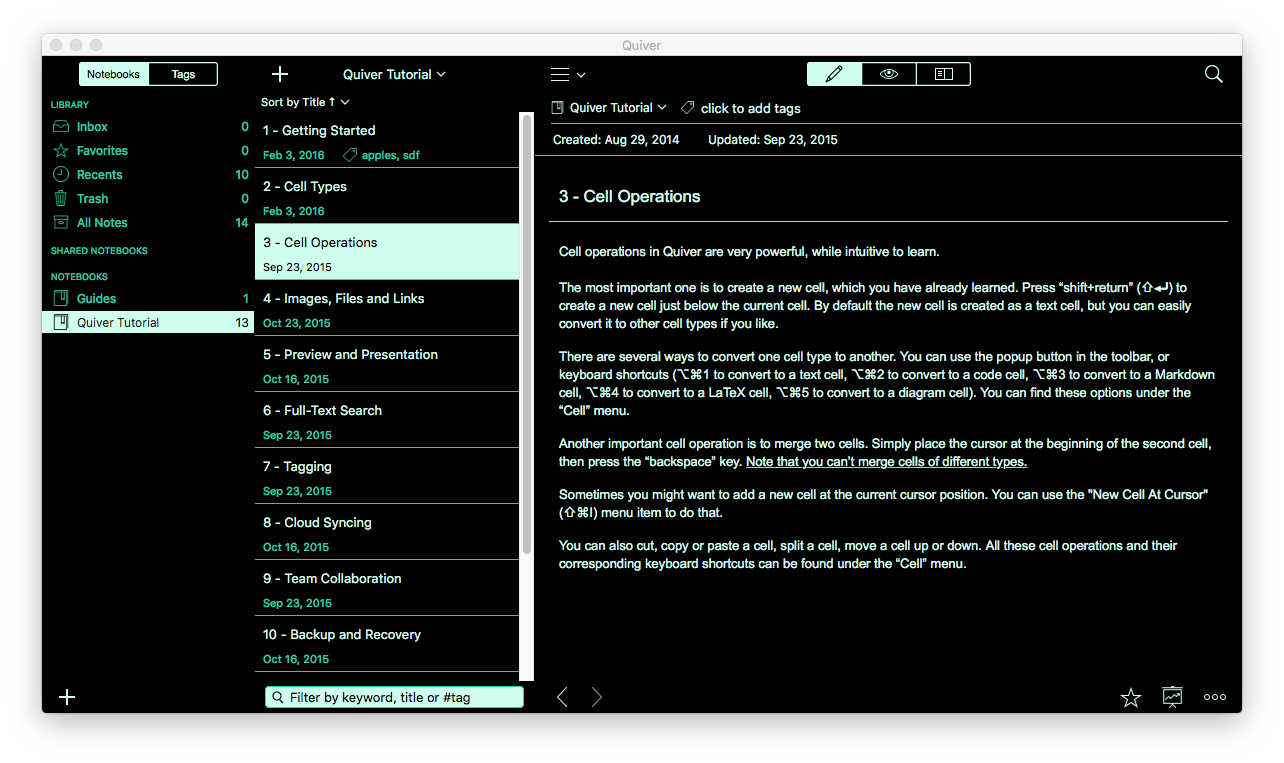 Quiver
Notebooks
Tags
LIBRARY
Inbox 0
Favorites 0
Recents 10
Trash 0
All Notes 14
SHARED NOTEBOOKS
NOTEBOOKS
Guides 1
Quiver Tutorial 13
Quiver Tutorial
Sort by Title ↑
1 - Getting Started
Feb 3, 2016 apples, sdf
2 - Cell Types
Feb 3, 2016
3 - Cell Operations
Sep 23, 2015
4 - Images, Files and Links
Oct 23, 2015
5 - Preview and Presentation
Oct 16, 2015
6 - Full-Text Search
Sep 23, 2015
7 - Tagging
Sep 23, 2015
8 - Cloud Syncing
Oct 16, 2015
9 - Team Collaboration
Sep 23, 2015
10 - Backup and Recovery
Oct 16, 2015
Filter by keyword, title or #tag
Quiver Tutorial click to add tags
Created: Aug 29, 2014 Updated: Sep 23, 2015
3 - Cell Operations
Cell operations in Quiver are very powerful, while intuitive to learn.
The most important one is to create a new cell, which you have already learned. Press “shift+return” (⇧↩) to
create a new cell just below the current cell. By default the new cell is created as a text cell, but you can easily
convert it to other cell types if you like.
There are several ways to convert one cell type to another. You can use the popup button in the toolbar, or
keyboard shortcuts (⌥⌘1 to convert to a text cell, ⌥⌘2 to convert to a code cell, ⌥⌘3 to convert to a Markdown
cell, ⌥⌘4 to convert to a LaTeX cell, ⌥⌘5 to convert to a diagram cell). You can find these options under the
“Cell” menu.
Another important cell operation is to merge two cells. Simply place the cursor at the beginning of the second cell,
then press the “backspace” key. Note that you can't merge cells of different types.
Sometimes you might want to add a new cell at the current cursor position. You can use the "New Cell At Cursor"
(⇧⌘I) menu item to do that.
You can also cut, copy or paste a cell, split a cell, move a cell up or down. All these cell operations and their
corresponding keyboard shortcuts can be found under the “Cell” menu.